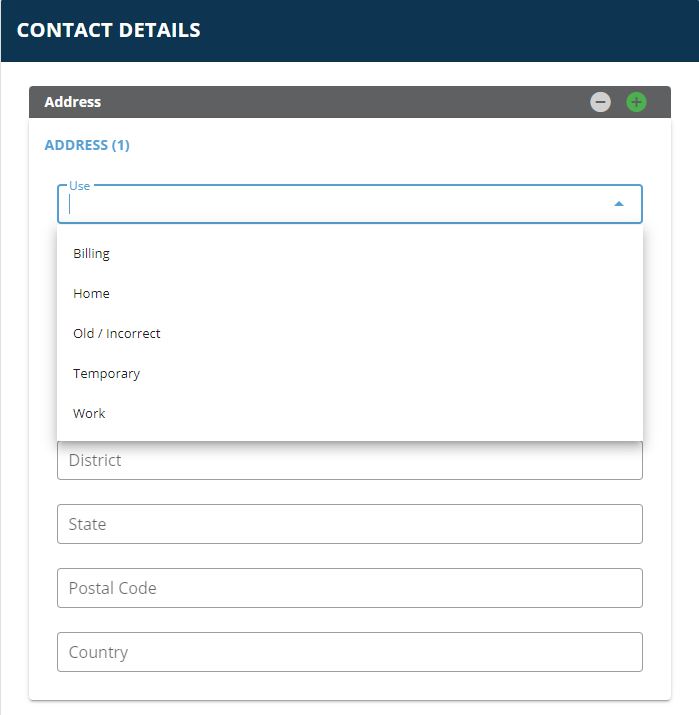 CONTACT DETAILS
Address
ADDRESS (1)
Use
Billing
Home
Old / Incorrect
Temporary
Work
District
State
Postal Code
Country